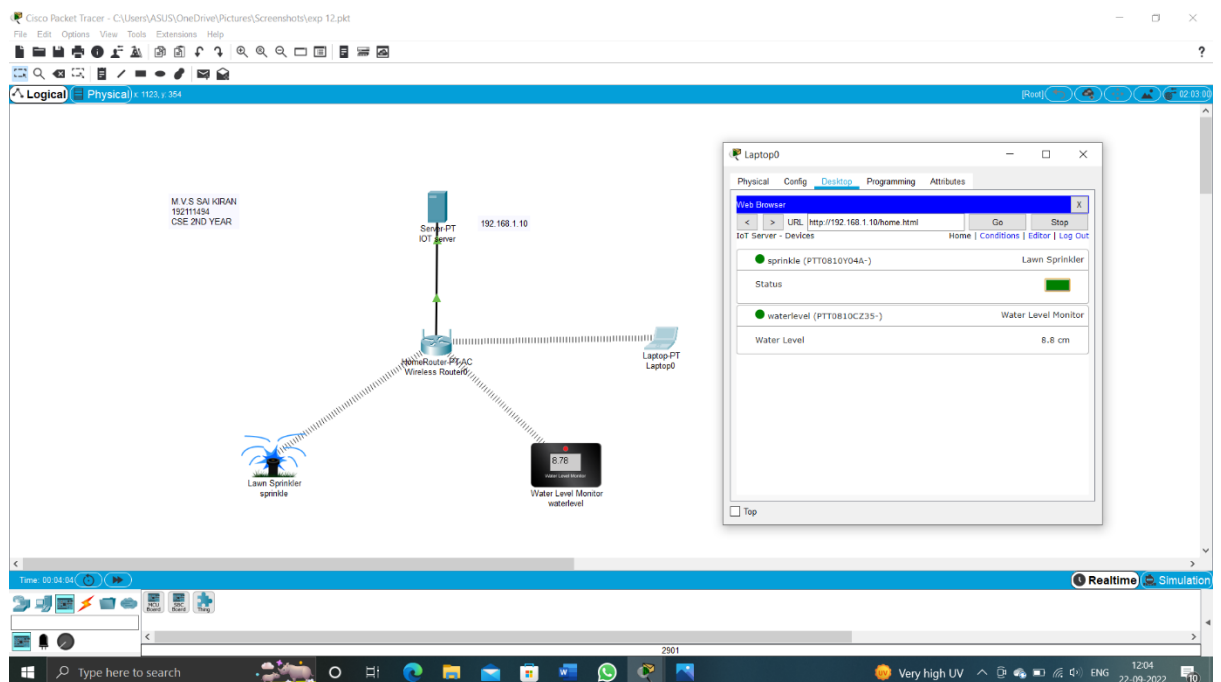 Cisco Packet Tracer - C:\Users\ASUS\OneDrive\Pictures\Screenshots\exp 12.pkt
File Edit Options View Tools Extensions Help
?
Logical Physical x: 1123, y: 354 [Root] 02:03:00
M.V.S SAI KIRAN
192111494
CSE 2ND YEAR
Server-PT
IOT server
192.168.1.10
HomeRouter-PT-AC
Wireless Router0
Laptop-PT
Laptop0
Lawn Sprinkler
sprinkle
8.78
Water Level Monitor
Water Level Monitor
waterlevel
Laptop0
Physical Config Desktop Programming Attributes
Web Browser X
< > URL http://192.168.1.10/home.html Go Stop
IoT Server - Devices Home | Conditions | Editor | Log Out
sprinkle (PTT0810Y04A-) Lawn Sprinkler
Status
waterlevel (PTT0810CZ35-) Water Level Monitor
Water Level 8.8 cm
Top
Time: 00:04:04 Realtime Simulation
MCU Board SBC Board Thing
2901
Type here to search Very high UV ENG 12:04
22-09-2022 10